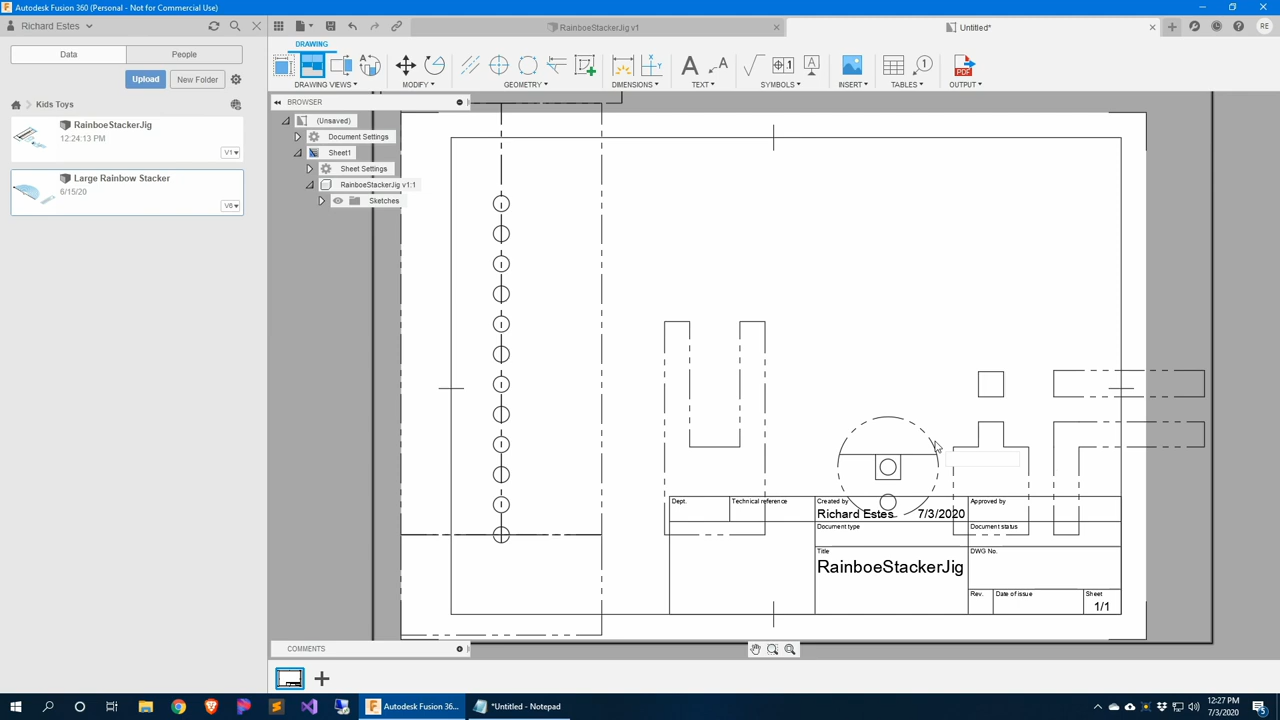 Autodesk Fusion 360 (Personal - Not for Commercial Use)
Richard Estes
RainboeStackerJig v1
Untitled*
RE
Data
People
DRAWING
Upload
New Folder
DRAWING VIEWS
MODIFY
GEOMETRY
DIMENSIONS
TEXT
SYMBOLS
INSERT
TABLES
OUTPUT
PDF
Kids Toys
BROWSER
(Unsaved)
Document Settings
Sheet1
Sheet Settings
RainboeStackerJig v1:1
Sketches
RainboeStackerJig
12:24:13 PM
V1
Large Rainbow Stacker
6/15/20
V6
Dept.
Technical reference
Created by
Approved by
Richard Estes
7/3/2020
Document type
Document status
Title
DWG No.
RainboeStackerJig
Rev.
Date of issue
Sheet
1/1
COMMENTS
Autodesk Fusion 36...
*Untitled - Notepad
12:27 PM
7/3/2020
5